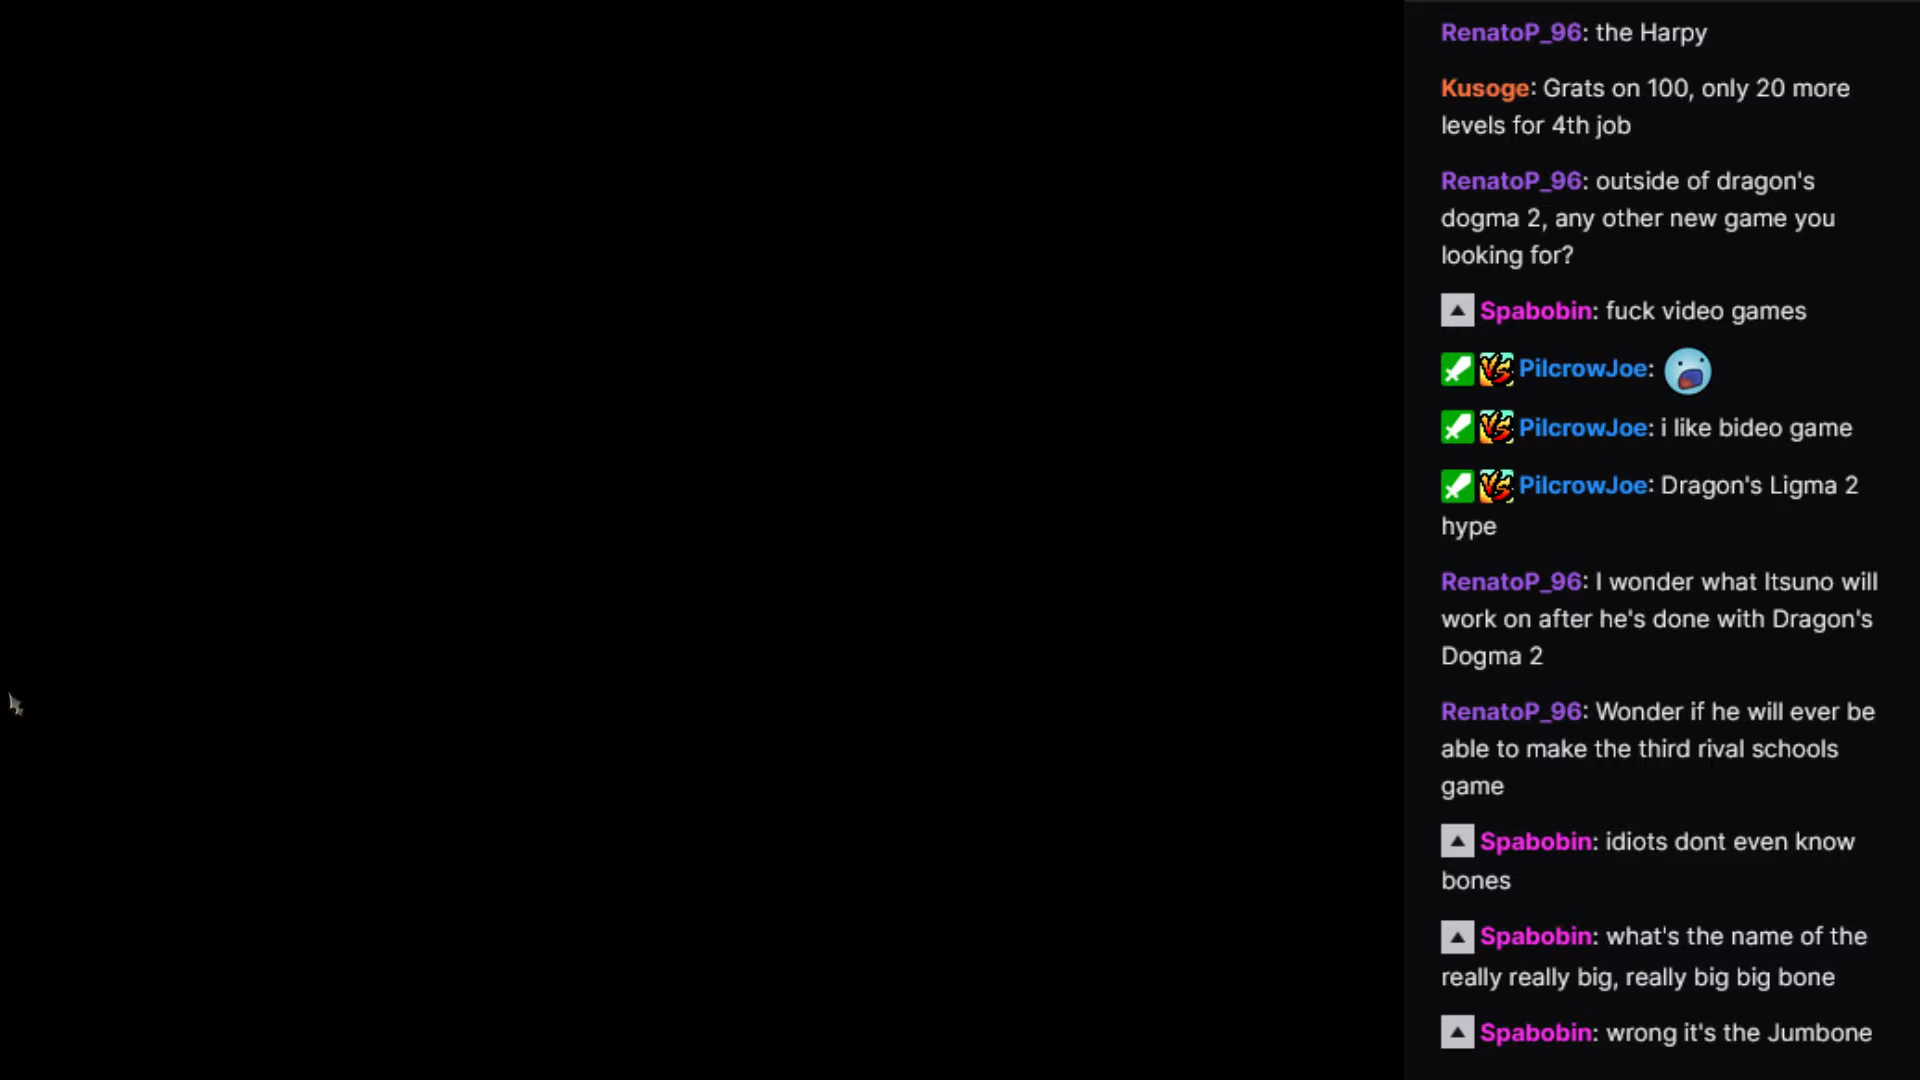 RenatoP_96: the Harpy
Kusoge: Grats on 100, only 20 more
levels for 4th job
RenatoP_96: outside of dragon's
dogma 2, any other new game you
looking for?
Spabobin: fuck video games
PilcrowJoe:
PilcrowJoe: i like bideo game
PilcrowJoe: Dragon's Ligma 2
hype
RenatoP_96: I wonder what Itsuno will
work on after he's done with Dragon's
Dogma 2
RenatoP_96: Wonder if he will ever be
able to make the third rival schools
game
Spabobin: idiots dont even know
bones
Spabobin: what's the name of the
really really big, really big big bone
Spabobin: wrong it's the Jumbone